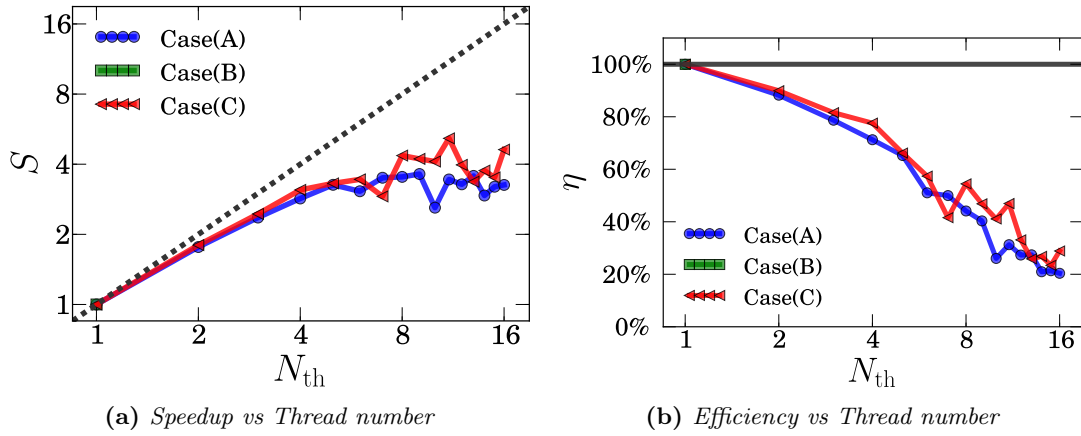 16
8
4
2
1
S
Case(A)
Case(B)
Case(C)
1 2 4 8 16
N_th
(a) Speedup vs Thread number
100%
80%
60%
40%
20%
0%
η
Case(A)
Case(B)
Case(C)
1 2 4 8 16
N_th
(b) Efficiency vs Thread number